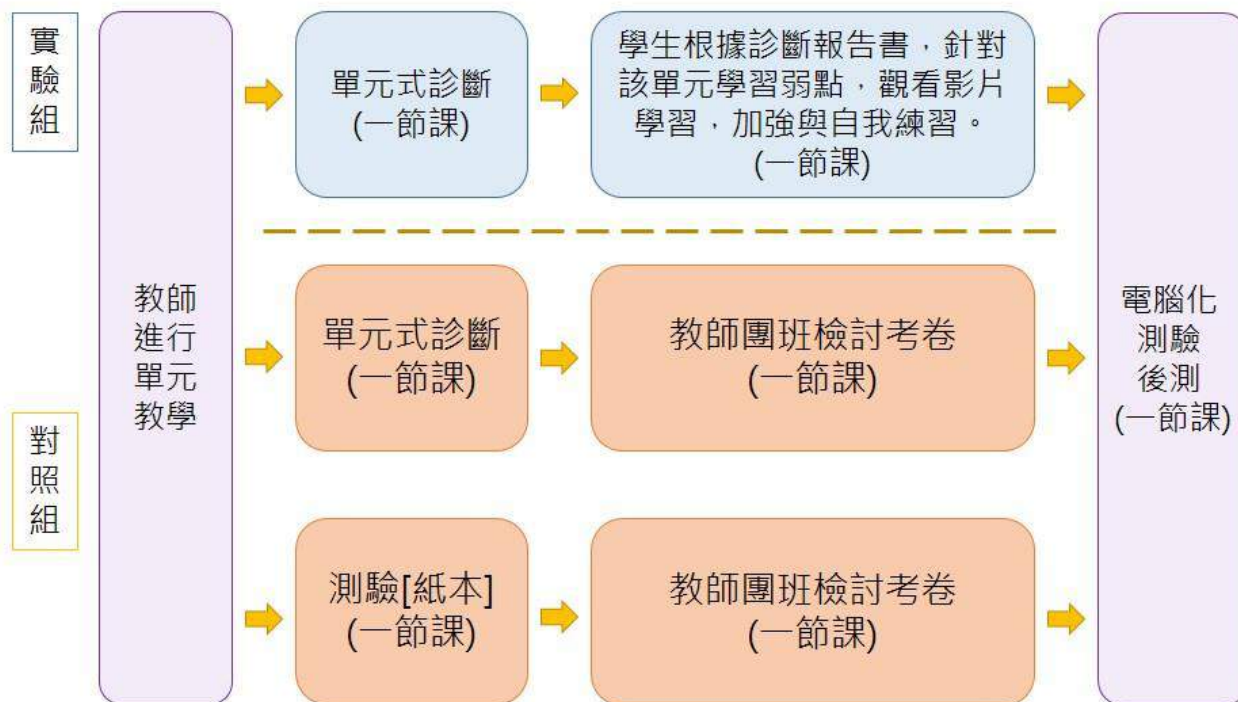 實
驗
組
教師
進行
單元
教學
單元式診斷
(一節課)
學生根據診斷報告書，針對
該單元學習弱點，觀看影片
學習，加強與自我練習。
(一節課)
對
照
組
單元式診斷
(一節課)
教師團班檢討考卷
(一節課)
測驗[紙本]
(一節課)
教師團班檢討考卷
(一節課)
電腦化
測驗
後測
(一節課)